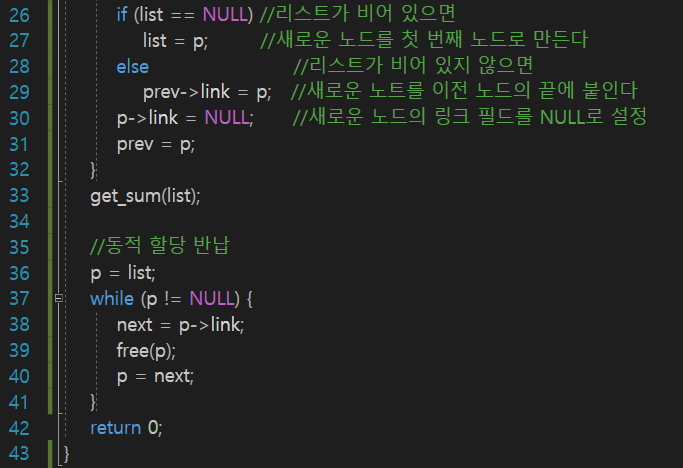 26 if (list == NULL) //리스트가 비어 있으면
27 list = p; //새로운 노드를 첫 번째 노드로 만든다
28 else //리스트가 비어 있지 않으면
29 prev->link = p; //새로운 노트를 이전 노드의 끝에 붙인다
30 p->link = NULL; //새로운 노드의 링크 필드를 NULL로 설정
31 prev = p;
32 }
33 get_sum(list);
34
35 //동적 할당 반납
36 p = list;
37 while (p != NULL) {
38 next = p->link;
39 free(p);
40 p = next;
41 }
42 return 0;
43 }